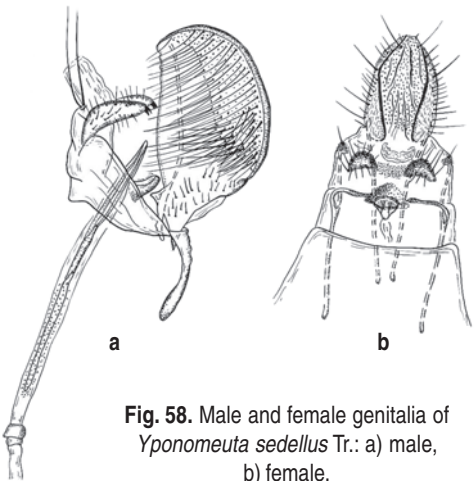 a
b
Fig. 58. Male and female genitalia of
Yponomeuta sedellus Tr.: a) male,
b) female.